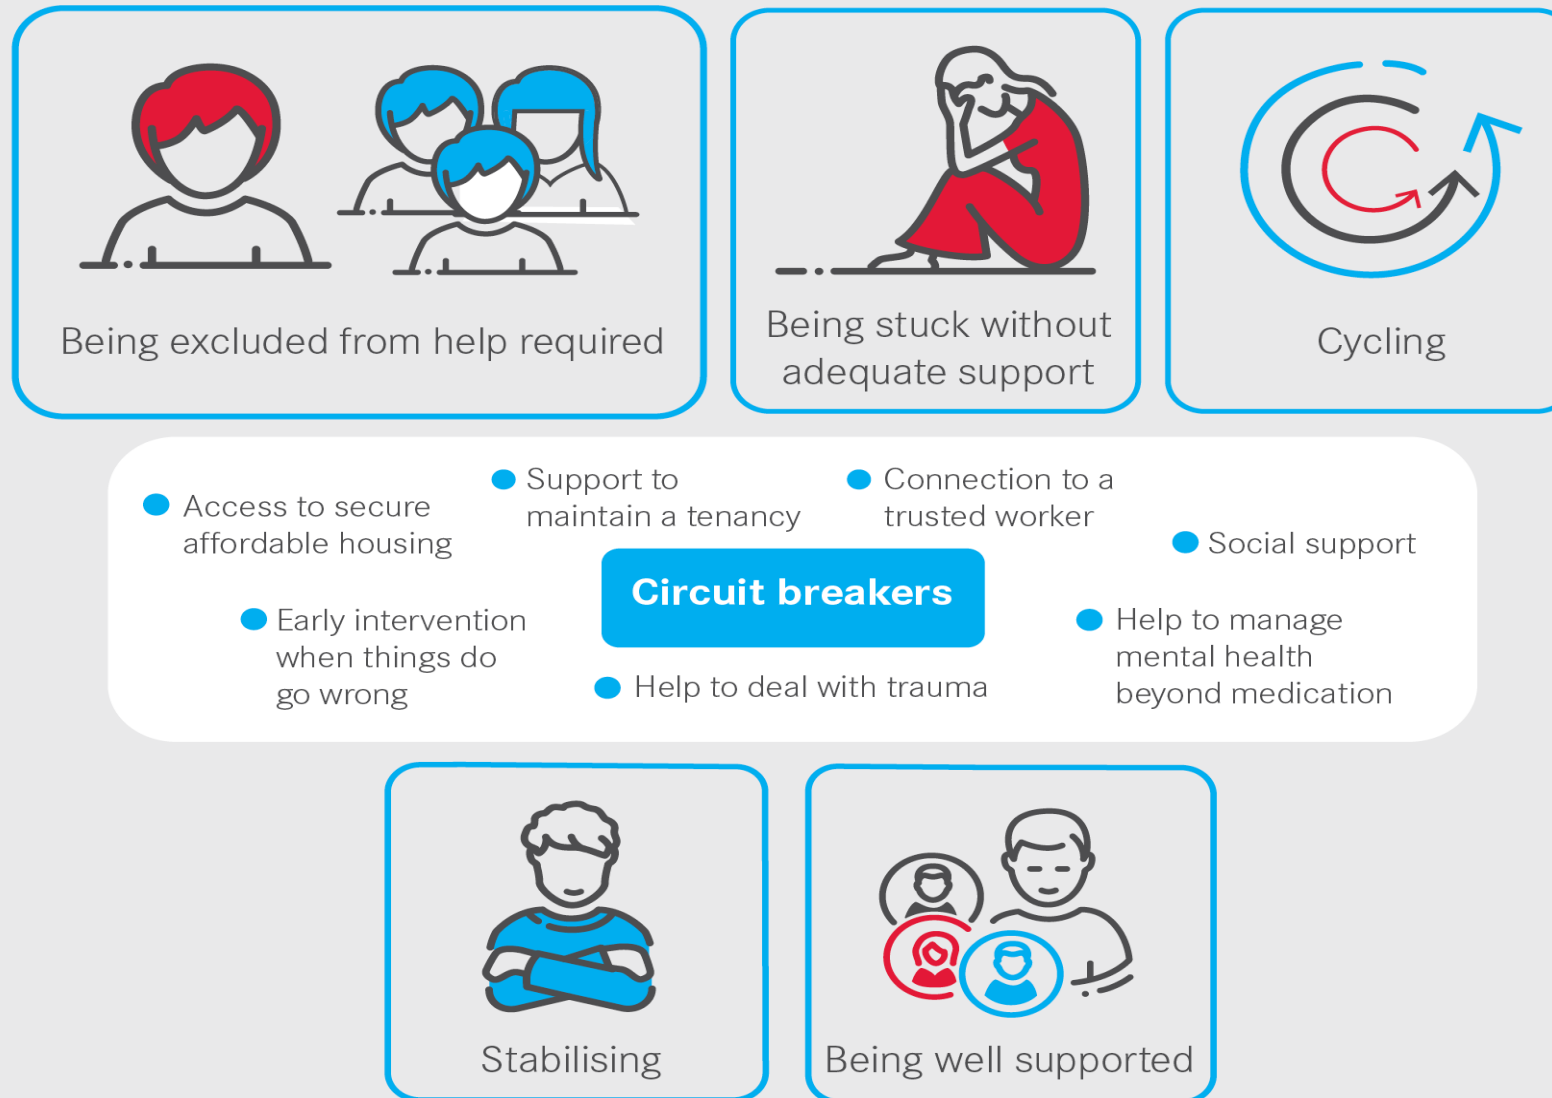 Being excluded from help required
Being stuck without
adequate support
Cycling
Access to secure
affordable housing
Support to
maintain a tenancy
Connection to a
trusted worker
Social support
Circuit breakers
Early intervention
when things do
go wrong
Help to deal with trauma
Help to manage
mental health
beyond medication
Stabilising
Being well supported